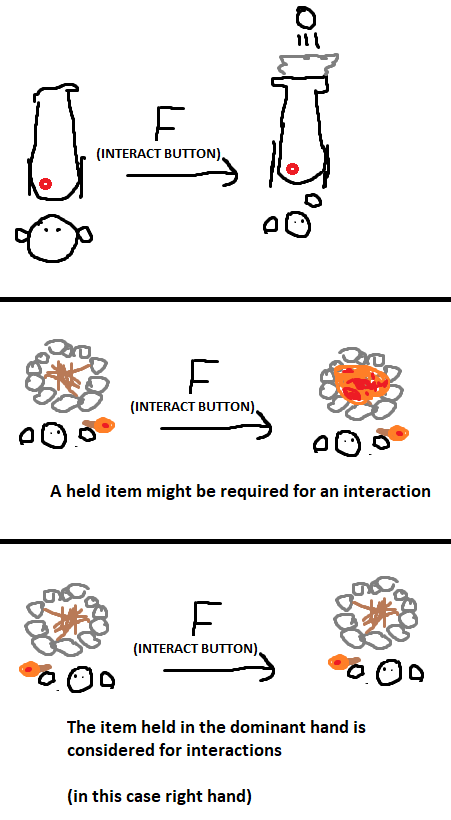 F
(INTERACT BUTTON)
F
(INTERACT BUTTON)
A held item might be required for an interaction
F
(INTERACT BUTTON)
The item held in the dominant hand is
considered for interactions
(in this case right hand)